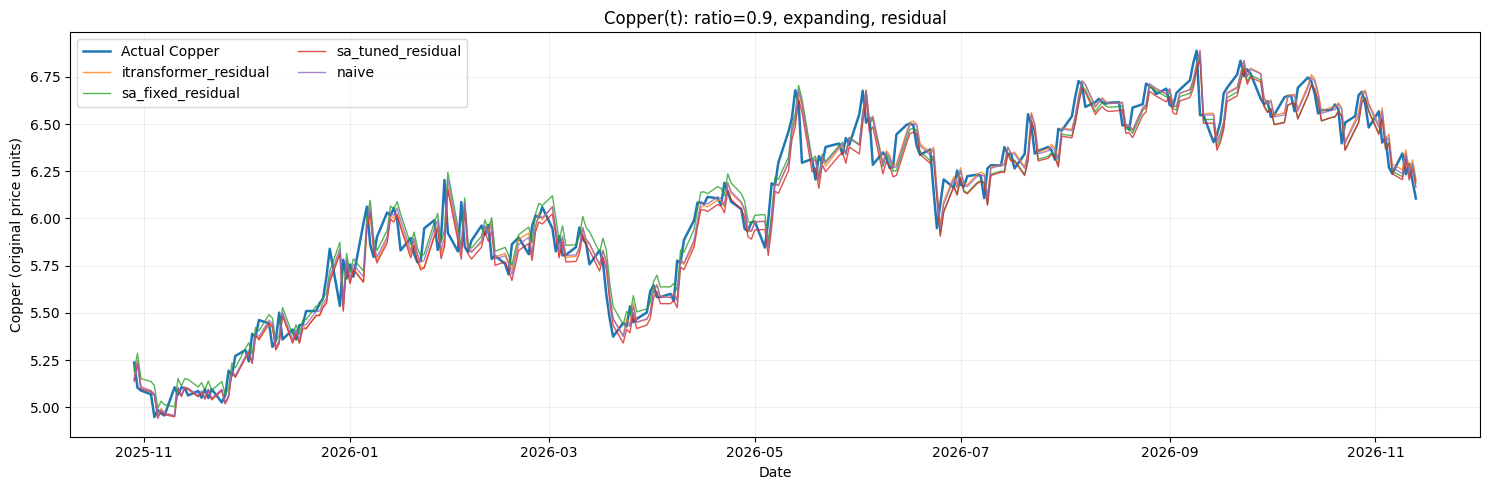 Copper(t): ratio=0.9, expanding, residual
Actual Copper
itransformer_residual
sa_fixed_residual
sa_tuned_residual
naive
Copper (original price units)
6.75
6.50
6.25
6.00
5.75
5.50
5.25
5.00
2025-11
2026-01
2026-03
2026-05
2026-07
2026-09
2026-11
Date